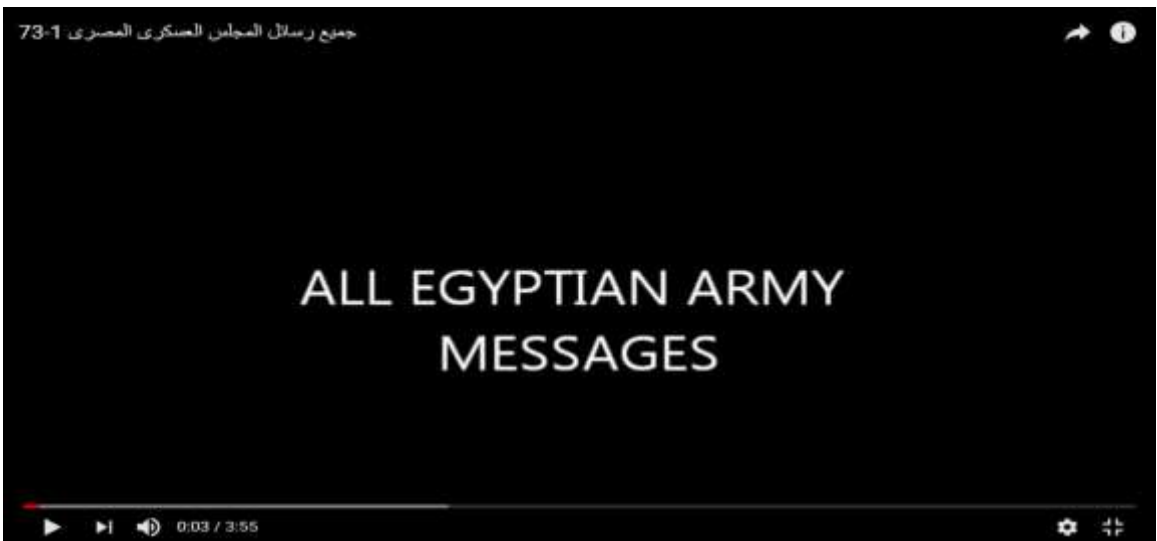 جميع رسائل المجلس العسكرى المصرى 1-73
ALL EGYPTIAN ARMY
MESSAGES
0:03 / 3:55